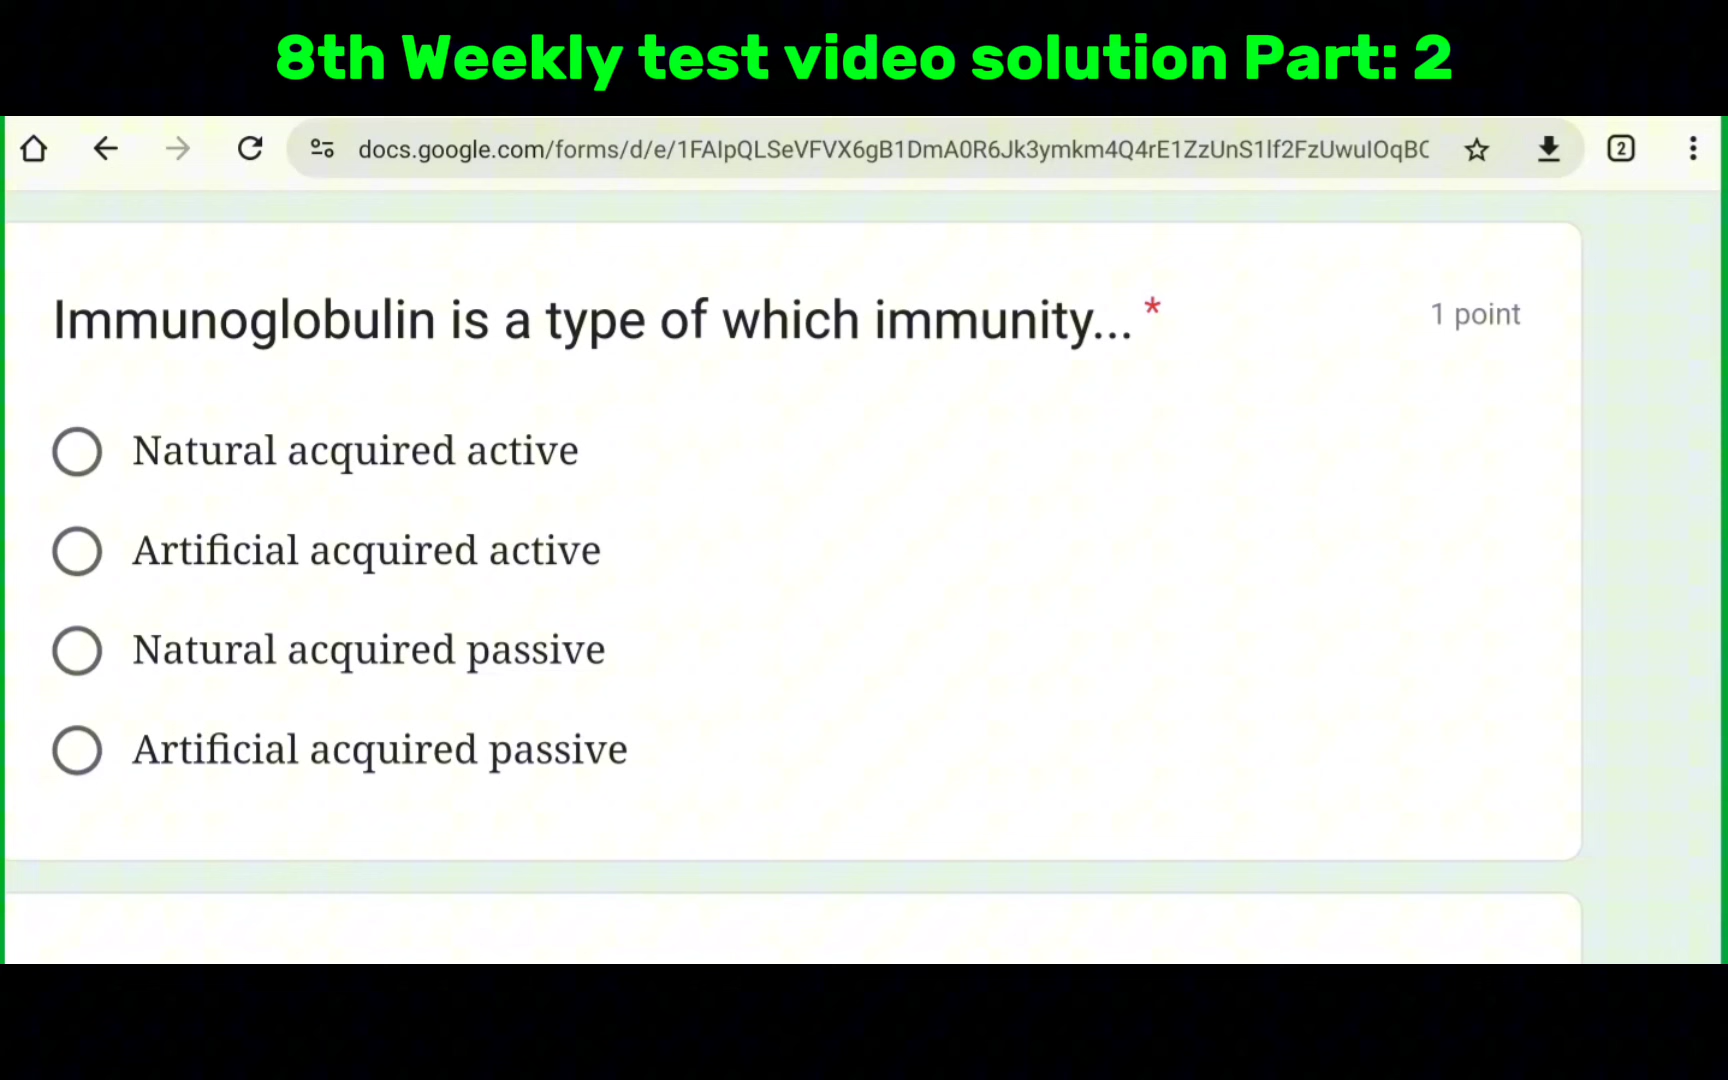 8th Weekly test video solution Part: 2
docs.google.com/forms/d/e/1FAIpQLSeVFVX6gB1DmA0R6Jk3ymkm4Q4rE1ZzUnS1lf2FzUwuIOqBC
2
Immunoglobulin is a type of which immunity... *
1 point
Natural acquired active
Artificial acquired active
Natural acquired passive
Artificial acquired passive